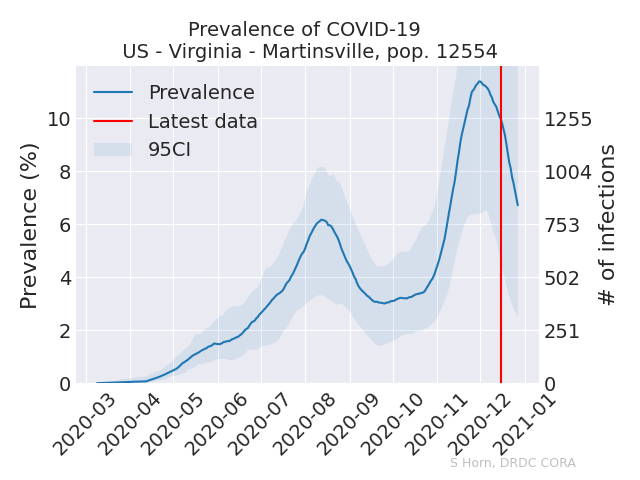 Prevalence of COVID-19
US - Virginia - Martinsville, pop. 12554
Prevalence
Latest data
95CI
Prevalence (%)
10
8
6
4
2
0
1255
1004
753
502
251
0
# of infections
2020-03
2020-04
2020-05
2020-06
2020-07
2020-08
2020-09
2020-10
2020-11
2020-12
2021-01
S Horn, DRDC CORA